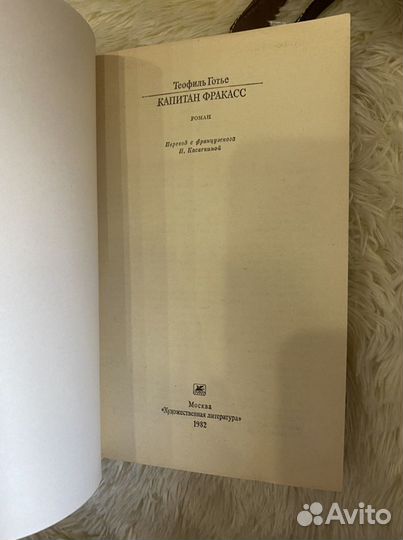 Теофиль Готье
КАПИТАН ФРАКАСС
РОМАН
Перевод с французского
Н. Касаткиной
Москва
«Художественная литература»
1982
Avito